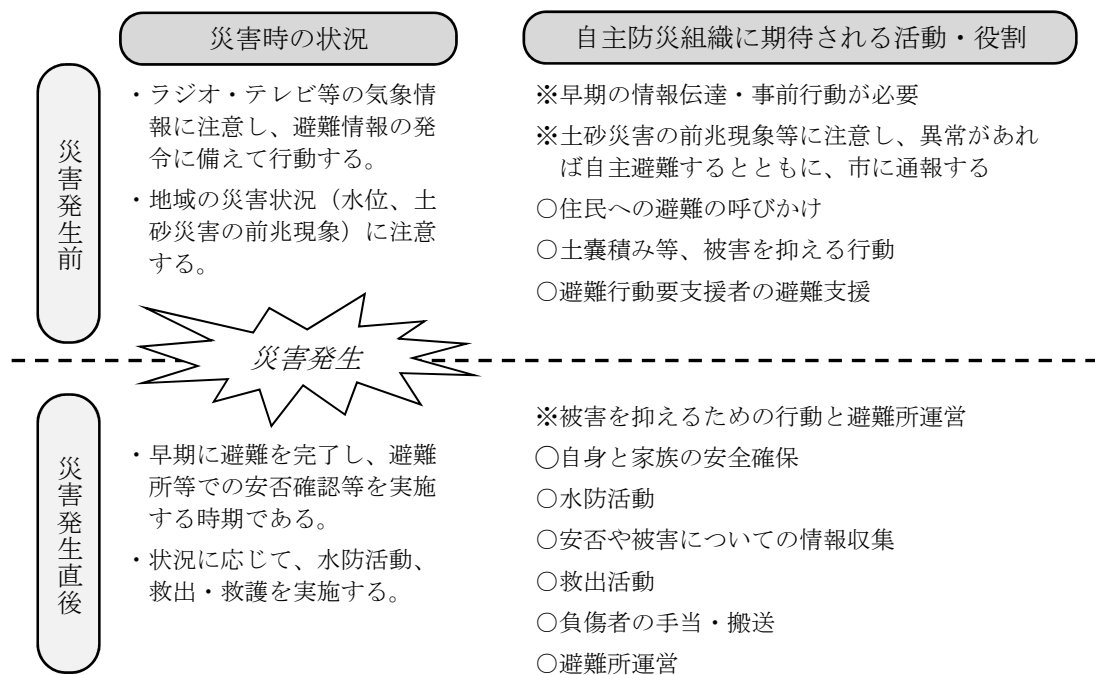 災害時の状況
自主防災組織に期待される活動・役割
災害発生前
・ラジオ・テレビ等の気象情
報に注意し、避難情報の発
令に備えて行動する。
・地域の災害状況（水位、土
砂災害の前兆現象）に注意
する。
※早期の情報伝達・事前行動が必要
※土砂災害の前兆現象等に注意し、異常があれ
ば自主避難するとともに、市に通報する
○住民への避難の呼びかけ
○土嚢積み等、被害を抑える行動
○避難行動要支援者の避難支援
災害発生
災害発生直後
・早期に避難を完了し、避難
所等での安否確認等を実施
する時期である。
・状況に応じて、水防活動、
救出・救護を実施する。
※被害を抑えるための行動と避難所運営
◯自身と家族の安全確保
○水防活動
○安否や被害についての情報収集
○救出活動
○負傷者の手当・搬送
○避難所運営